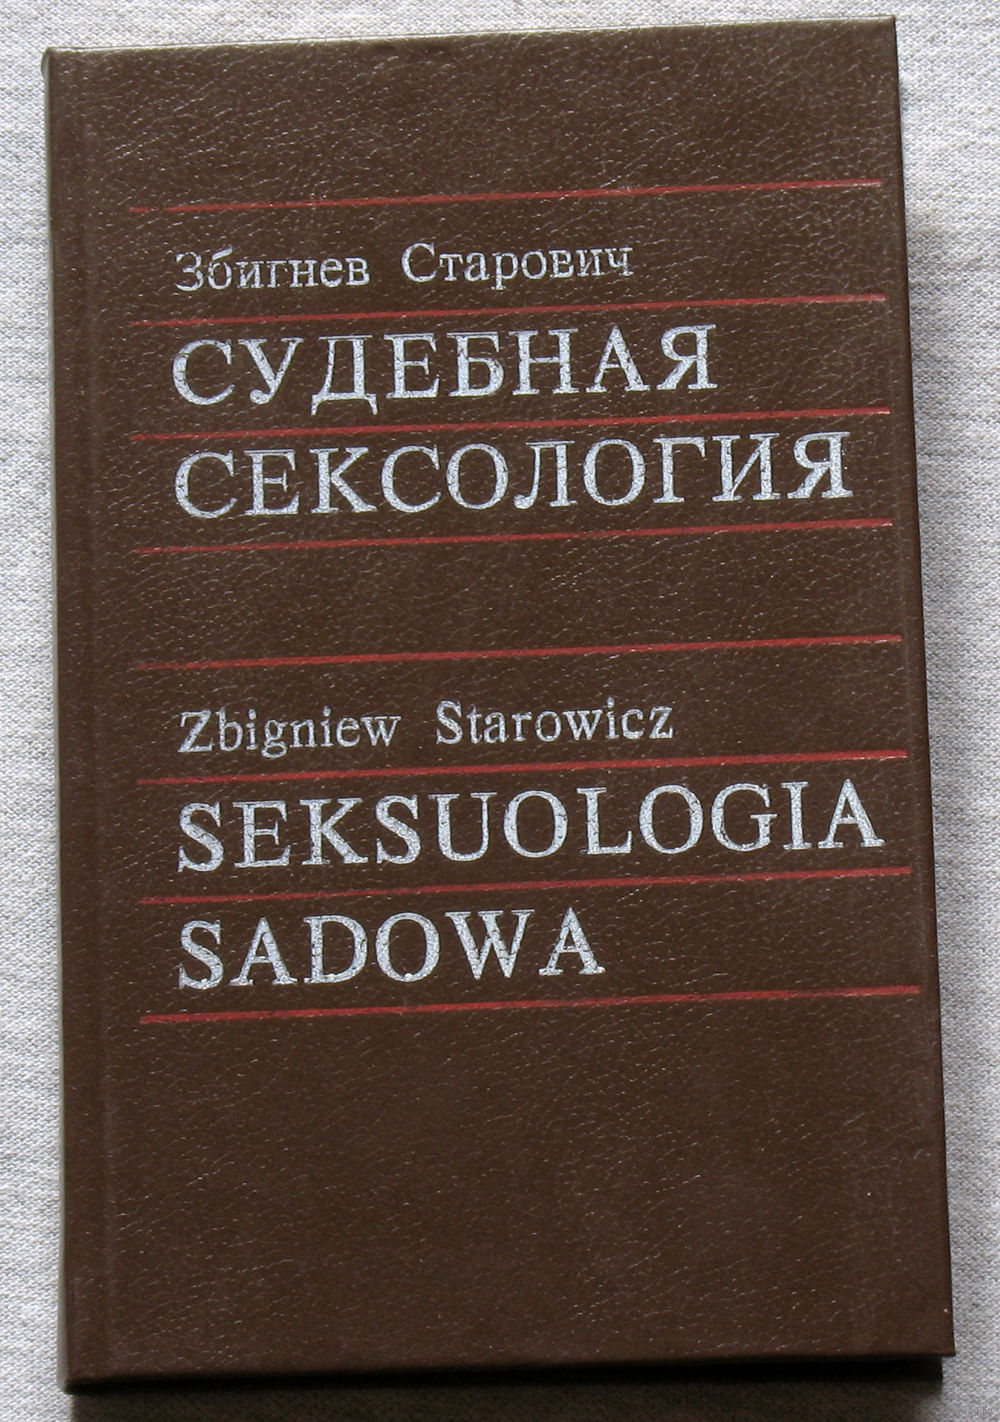 Збигнев Старович
СУДЕБНАЯ
СЕКСОЛОГИЯ
Zbigniew Starowicz
SEKSUOLOGIA
SADOWA